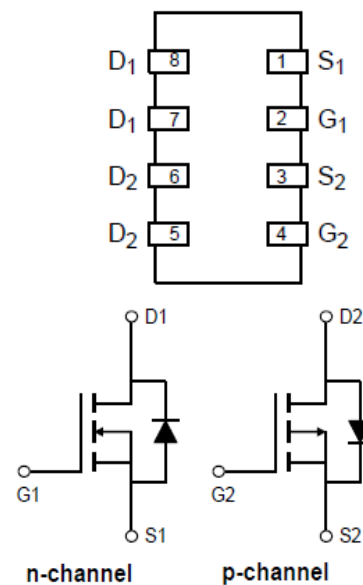 D1 8 1 S1
D1 7 2 G1
D2 6 3 S2
D2 5 4 G2
D1 D2
G1 G2
S1 S2
n-channel p-channel